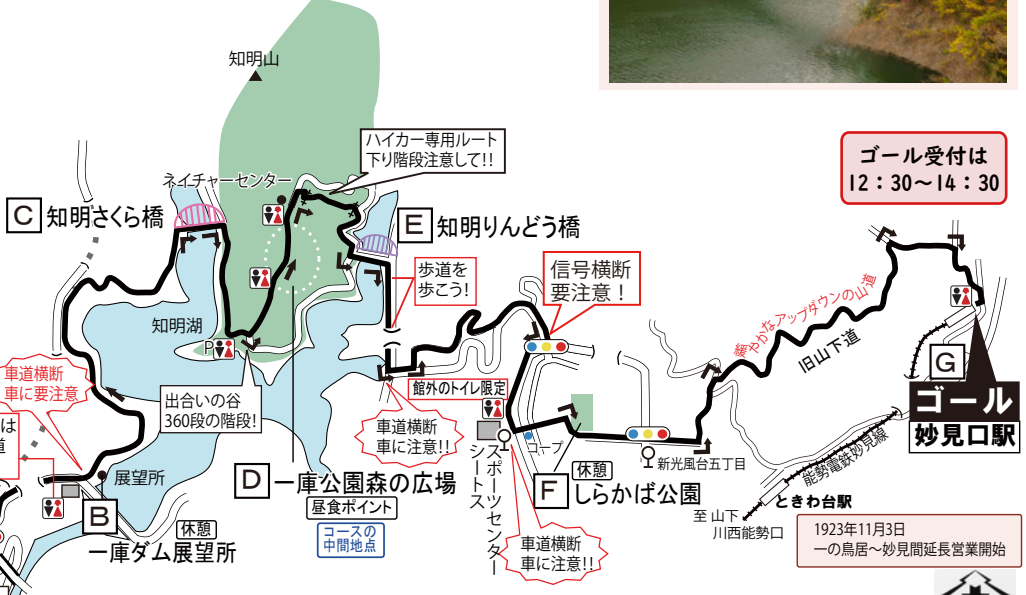 知明山
ハイカー専用ルート
下り階段注意して!!
ゴール受付は
12：30～14：30
ネイチャーセンター
C 知明さくら橋
E 知明りんどう橋
歩道を
歩こう!
信号横断
要注意！
緩やかなアップダウンの山道
旧山下道
知明湖
P
車道横断
車に要注意
出合いの谷
360段の階段!
館外のトイレ限定
車道横断
車に注意!!
G
ゴール
妙見口駅
は
道
展望所
コープ
スポーツセンター
シートス
新光風台五丁目
能勢電鉄妙見線
D 一庫公園森の広場
昼食ポイント
コースの
中間地点
休憩
F しらかば公園
ときわ台駅
至 山下
川西能勢口
B
休憩
一庫ダム展望所
車道横断
車に注意!!
1923年11月3日
一の鳥居～妙見間延長営業開始